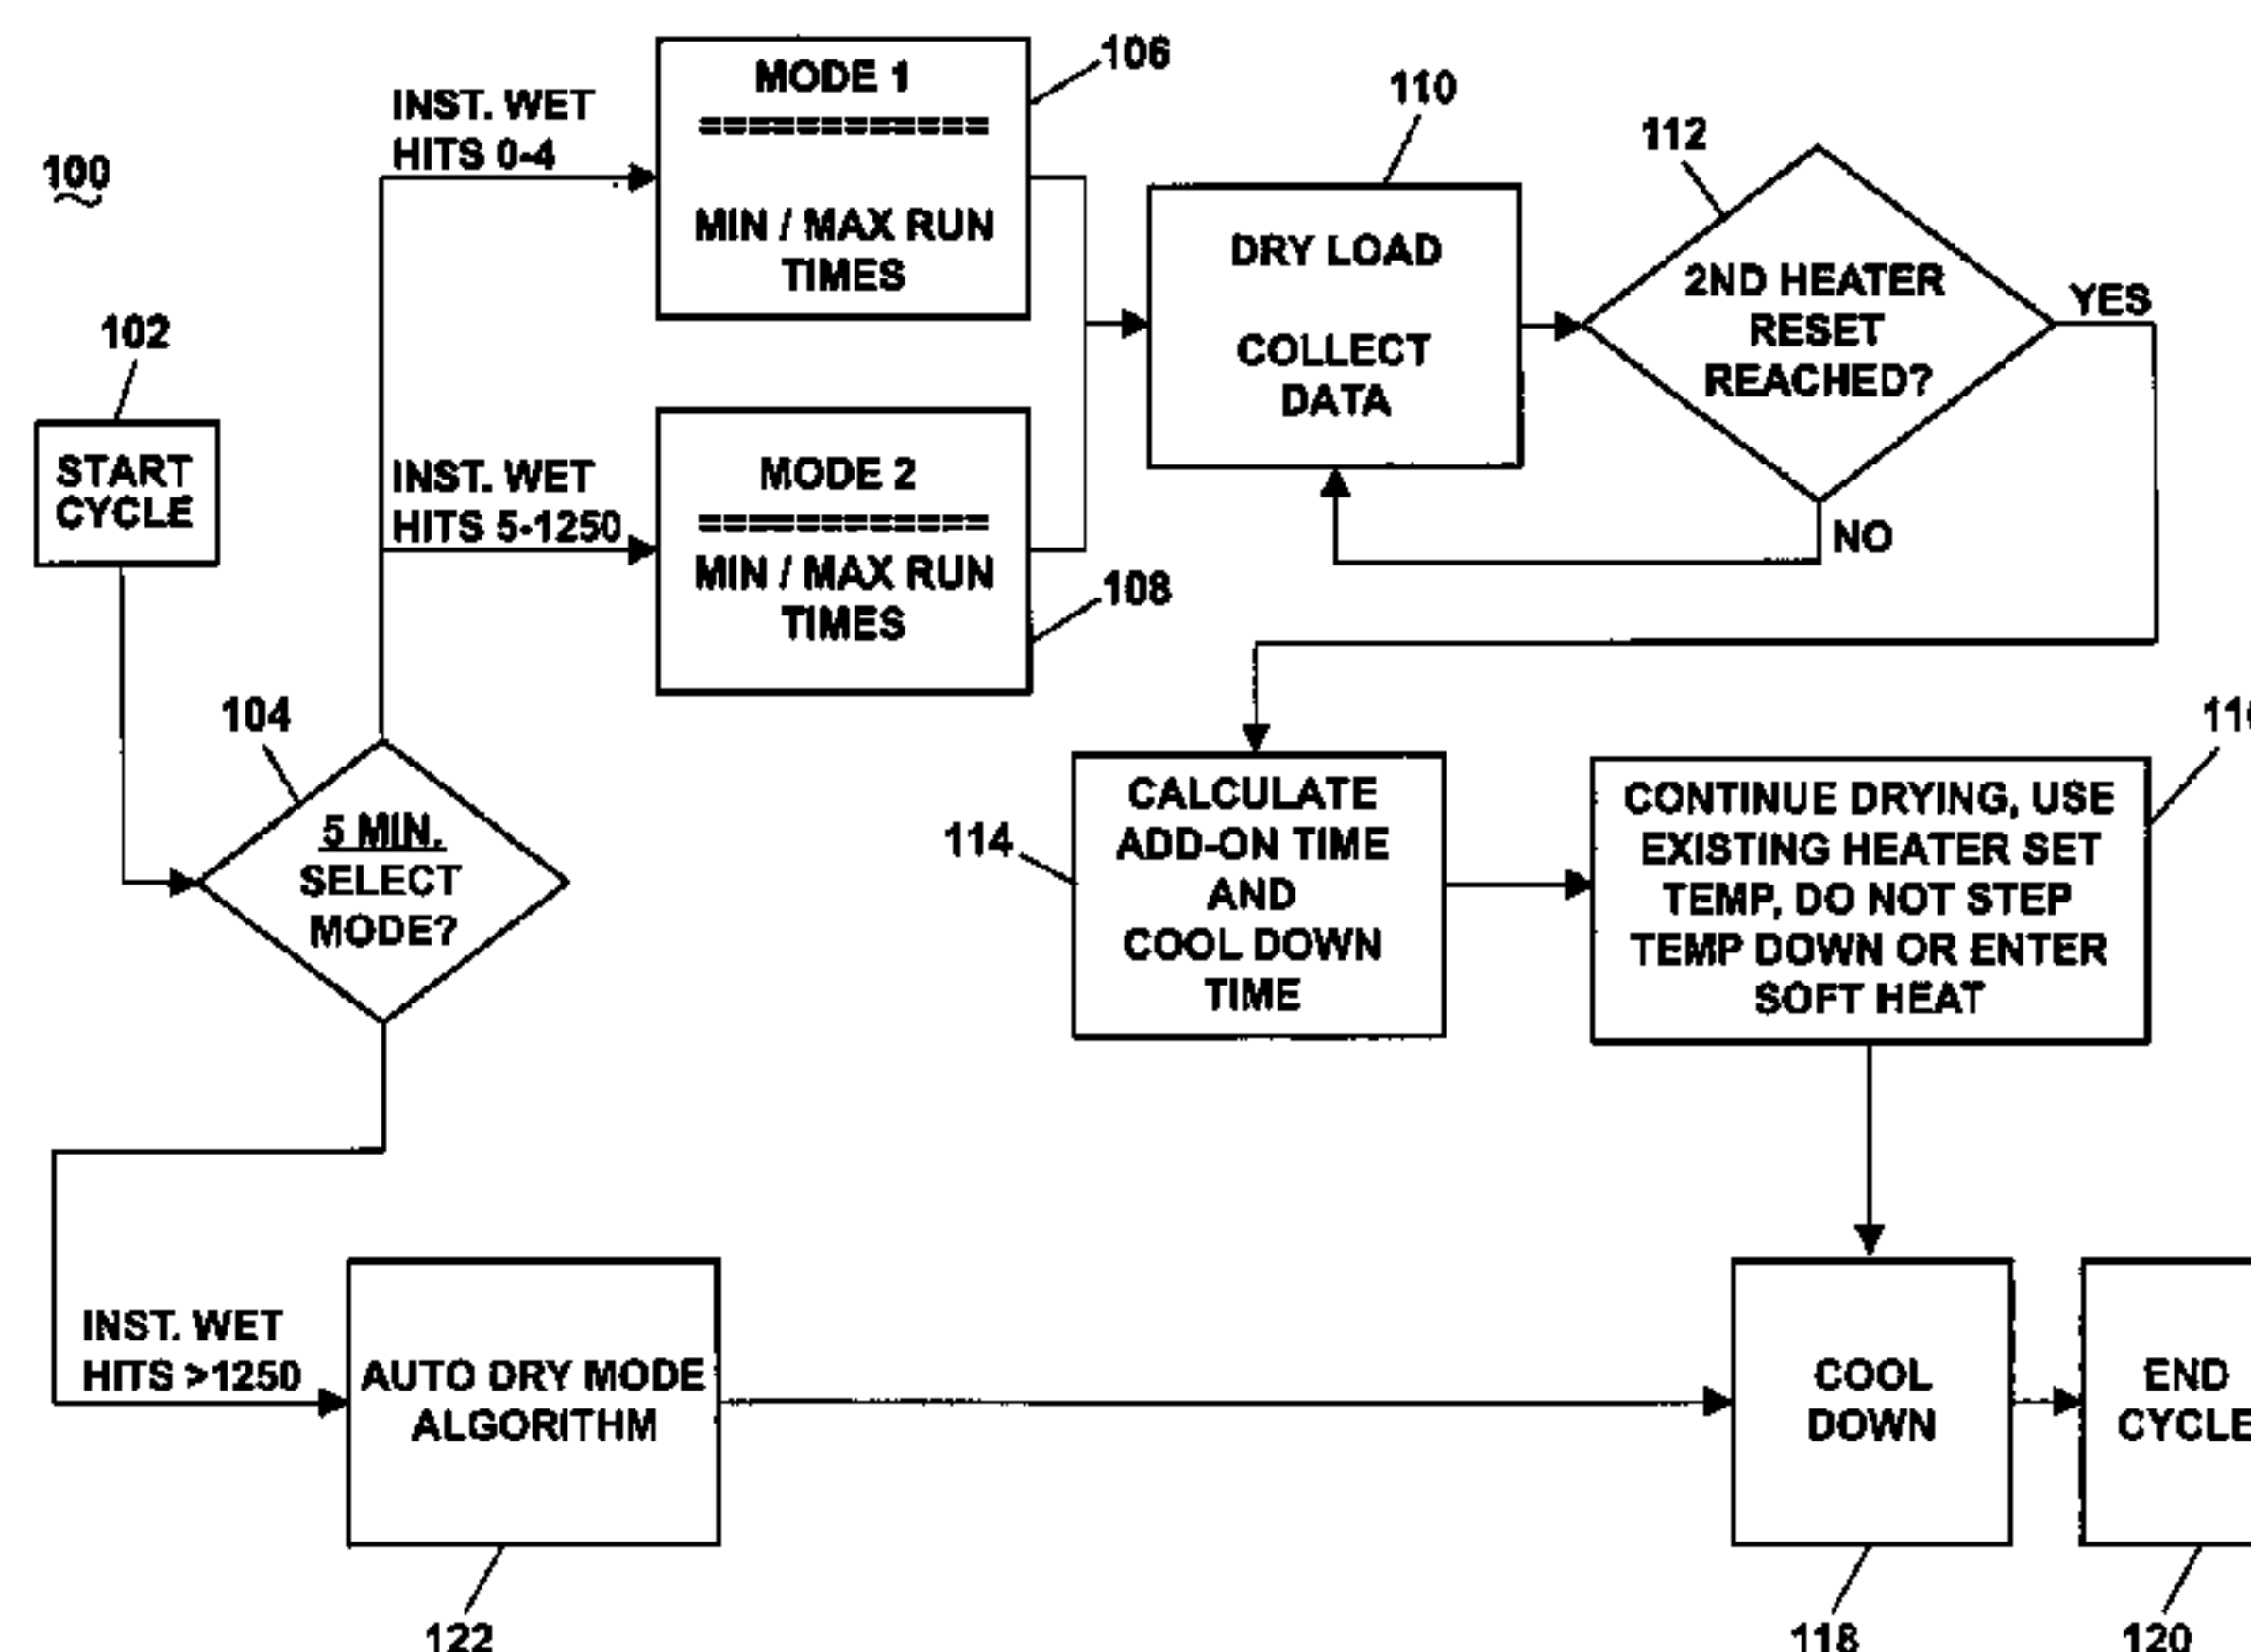 100
102
START
CYCLE
104
5 MIN.
SELECT
MODE?
INST. WET
HITS 0-4
MODE 1
============
MIN / MAX RUN
TIMES
106
INST. WET
HITS 5-1250
MODE 2
============
MIN / MAX RUN
TIMES
108
110
DRY LOAD
COLLECT
DATA
112
2ND HEATER
RESET
REACHED?
YES
NO
114
CALCULATE
ADD-ON TIME
AND
COOL DOWN
TIME
CONTINUE DRYING, USE
EXISTING HEATER SET
TEMP, DO NOT STEP
TEMP DOWN OR ENTER
SOFT HEAT
INST. WET
HITS >1250
AUTO DRY MODE
ALGORITHM
122
COOL
DOWN
118
END
CYCLE
120